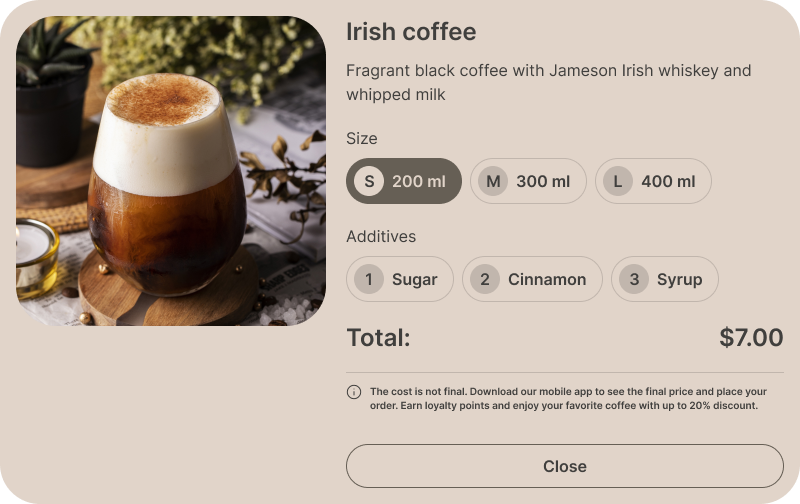 Irish coffee
Fragrant black coffee with Jameson Irish whiskey and
whipped milk
Size
S 200 ml M 300 ml L 400 ml
Additives
1 Sugar 2 Cinnamon 3 Syrup
Total: $7.00
The cost is not final. Download our mobile app to see the final price and place your
order. Earn loyalty points and enjoy your favorite coffee with up to 20% discount.
Close